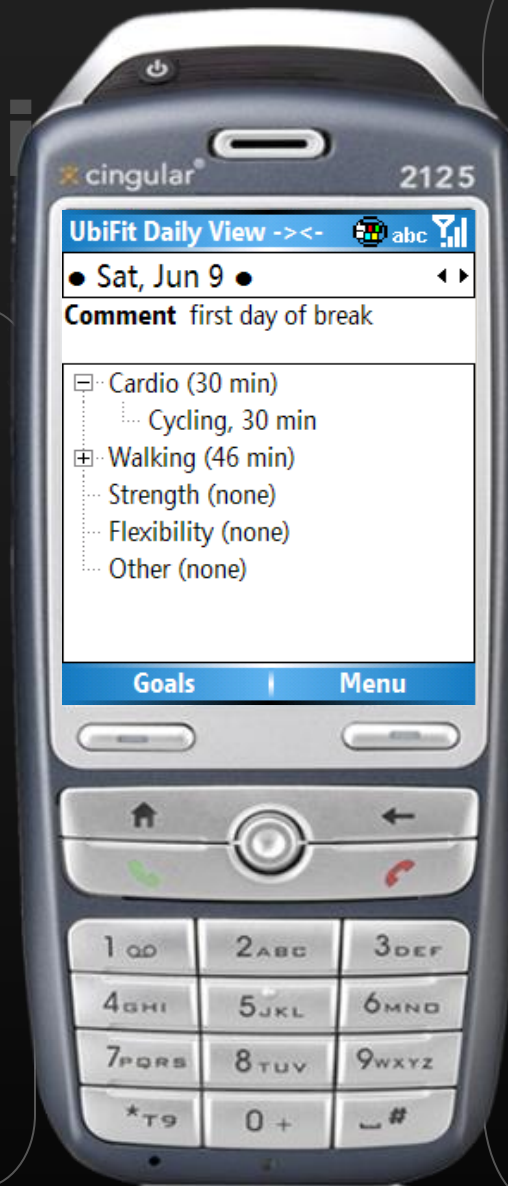 cingular® 2125
UbiFit Daily View -><- abc
● Sat, Jun 9 ●
Comment first day of break
Cardio (30 min)
Cycling, 30 min
Walking (46 min)
Strength (none)
Flexibility (none)
Other (none)
Goals Menu
1 2ABC 3DEF
4GHI 5JKL 6MNO
7PQRS 8TUV 9WXYZ
*T9 0 + #